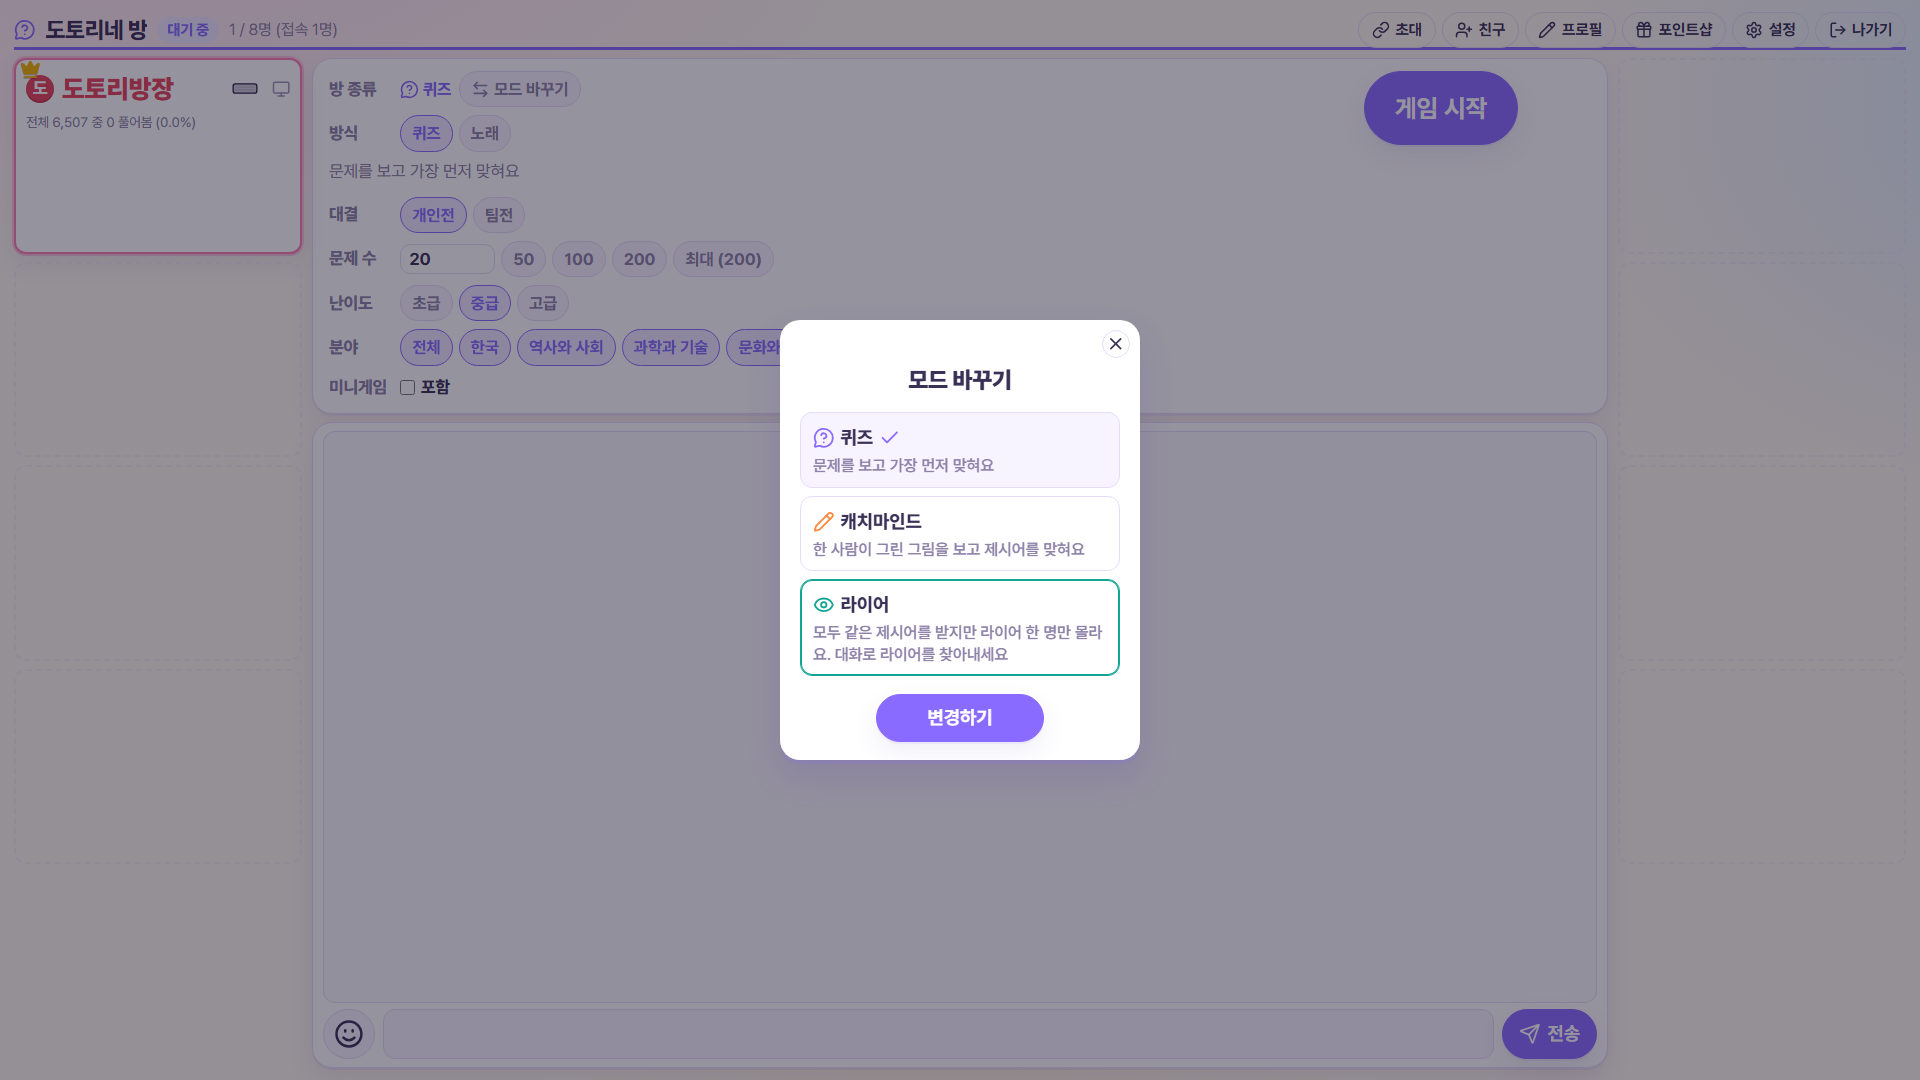 도토리네 방 대기 중 1 / 8명 (접속 1명) 초대 친구 프로필 포인트샵 설정 나가기
도 도토리방장
전체 6,507 중 0 풀어봄 (0.0%)
방 종류 퀴즈 모드 바꾸기
게임 시작
방식 퀴즈 노래
문제를 보고 가장 먼저 맞혀요
대결 개인전 팀전
문제 수 20 50 100 200 최대 (200)
난이도 초급 중급 고급
분야 전체 한국 역사와 사회 과학과 기술 문화와
미니게임 포함
모드 바꾸기
퀴즈
문제를 보고 가장 먼저 맞혀요
캐치마인드
한 사람이 그린 그림을 보고 제시어를 맞혀요
라이어
모두 같은 제시어를 받지만 라이어 한 명만 몰라
요. 대화로 라이어를 찾아내세요
변경하기
전송